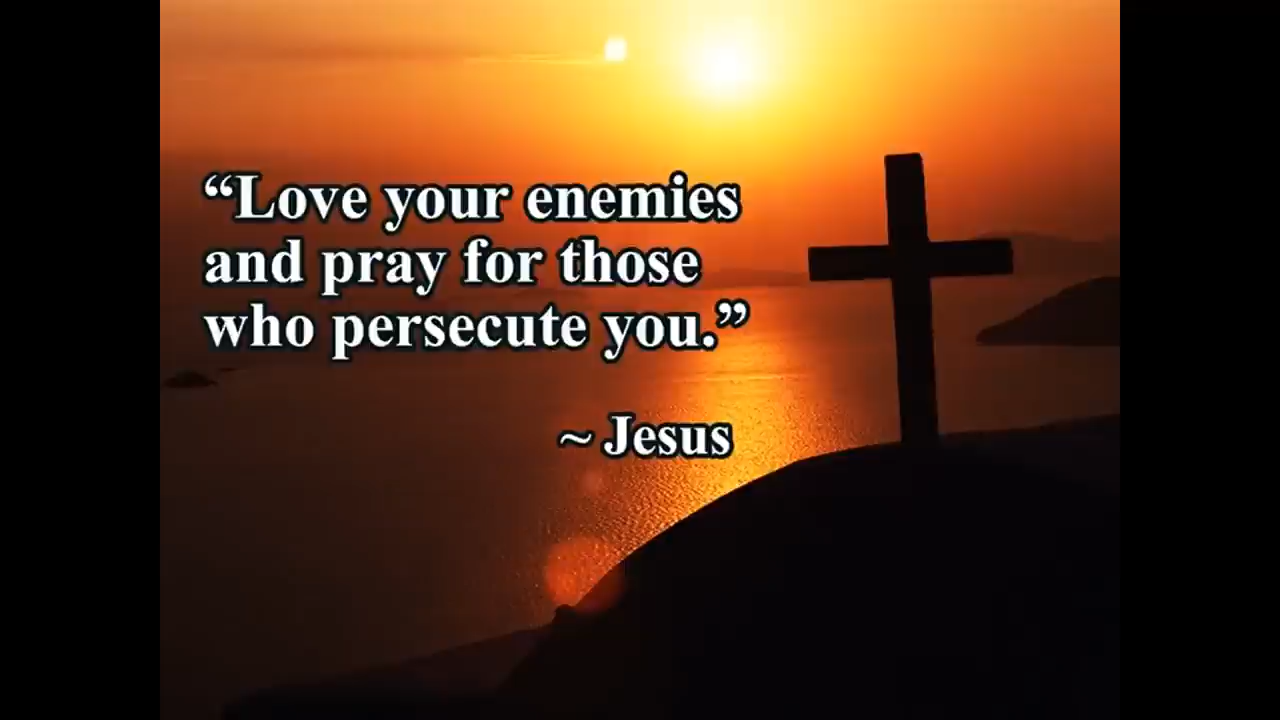 “Love your enemies
and pray for those
who persecute you.”
~ Jesus